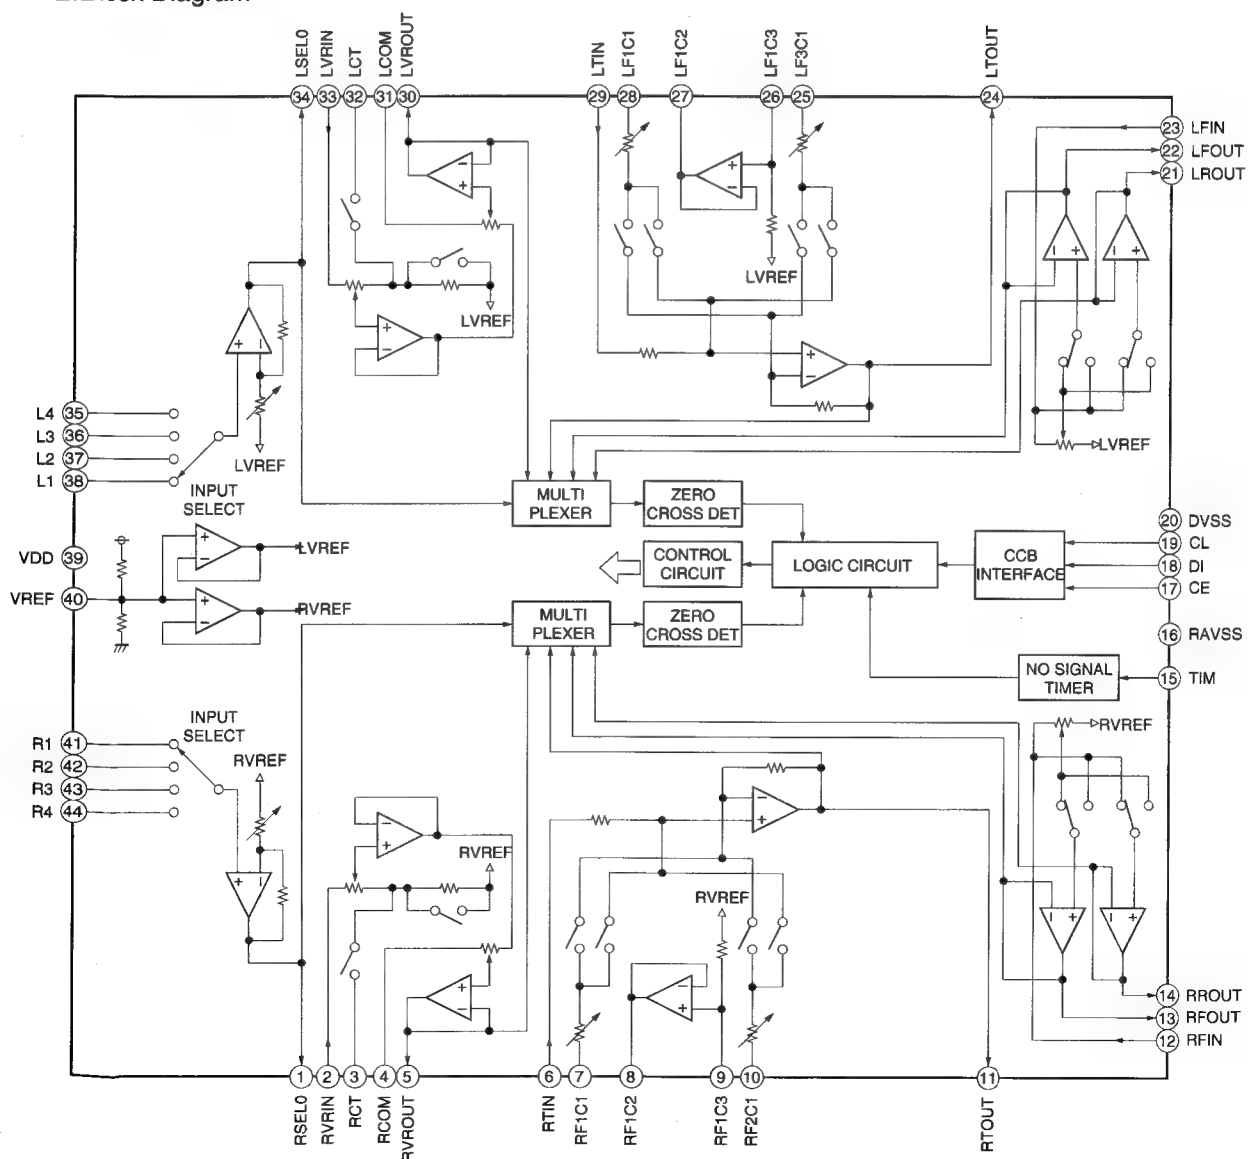 LSEL0
LVRIN
LCT
LCOM
LVROUT
LTIN
LF1C1
LF1C2
LF1C3
LF3C1
LTOUT
34
33
32
31
30
29
28
27
26
25
24
23 LFIN
22 LFOUT
21 LROUT
LVREF
LVREF
LVREF
LVREF
L4 35
L3 36
L2 37
L1 38
INPUT
SELECT
MULTI
PLEXER
ZERO
CROSS DET
VDD 39
VREF 40
LVREF
RVREF
CONTROL
CIRCUIT
LOGIC CIRCUIT
CCB
INTERFACE
20 DVSS
19 CL
18 DI
17 CE
16 RAVSS
MULTI
PLEXER
ZERO
CROSS DET
NO SIGNAL
TIMER
15 TIM
INPUT
SELECT
R1 41
R2 42
R3 43
R4 44
RVREF
RVREF
RVREF
RVREF
14 RROUT
13 RFOUT
12 RFIN
1
2
3
4
5
6
7
8
9
10
11
RSEL0
RVRIN
RCT
RCOM
RVROUT
RTIN
RF1C1
RF1C2
RF1C3
RF2C1
RTOUT